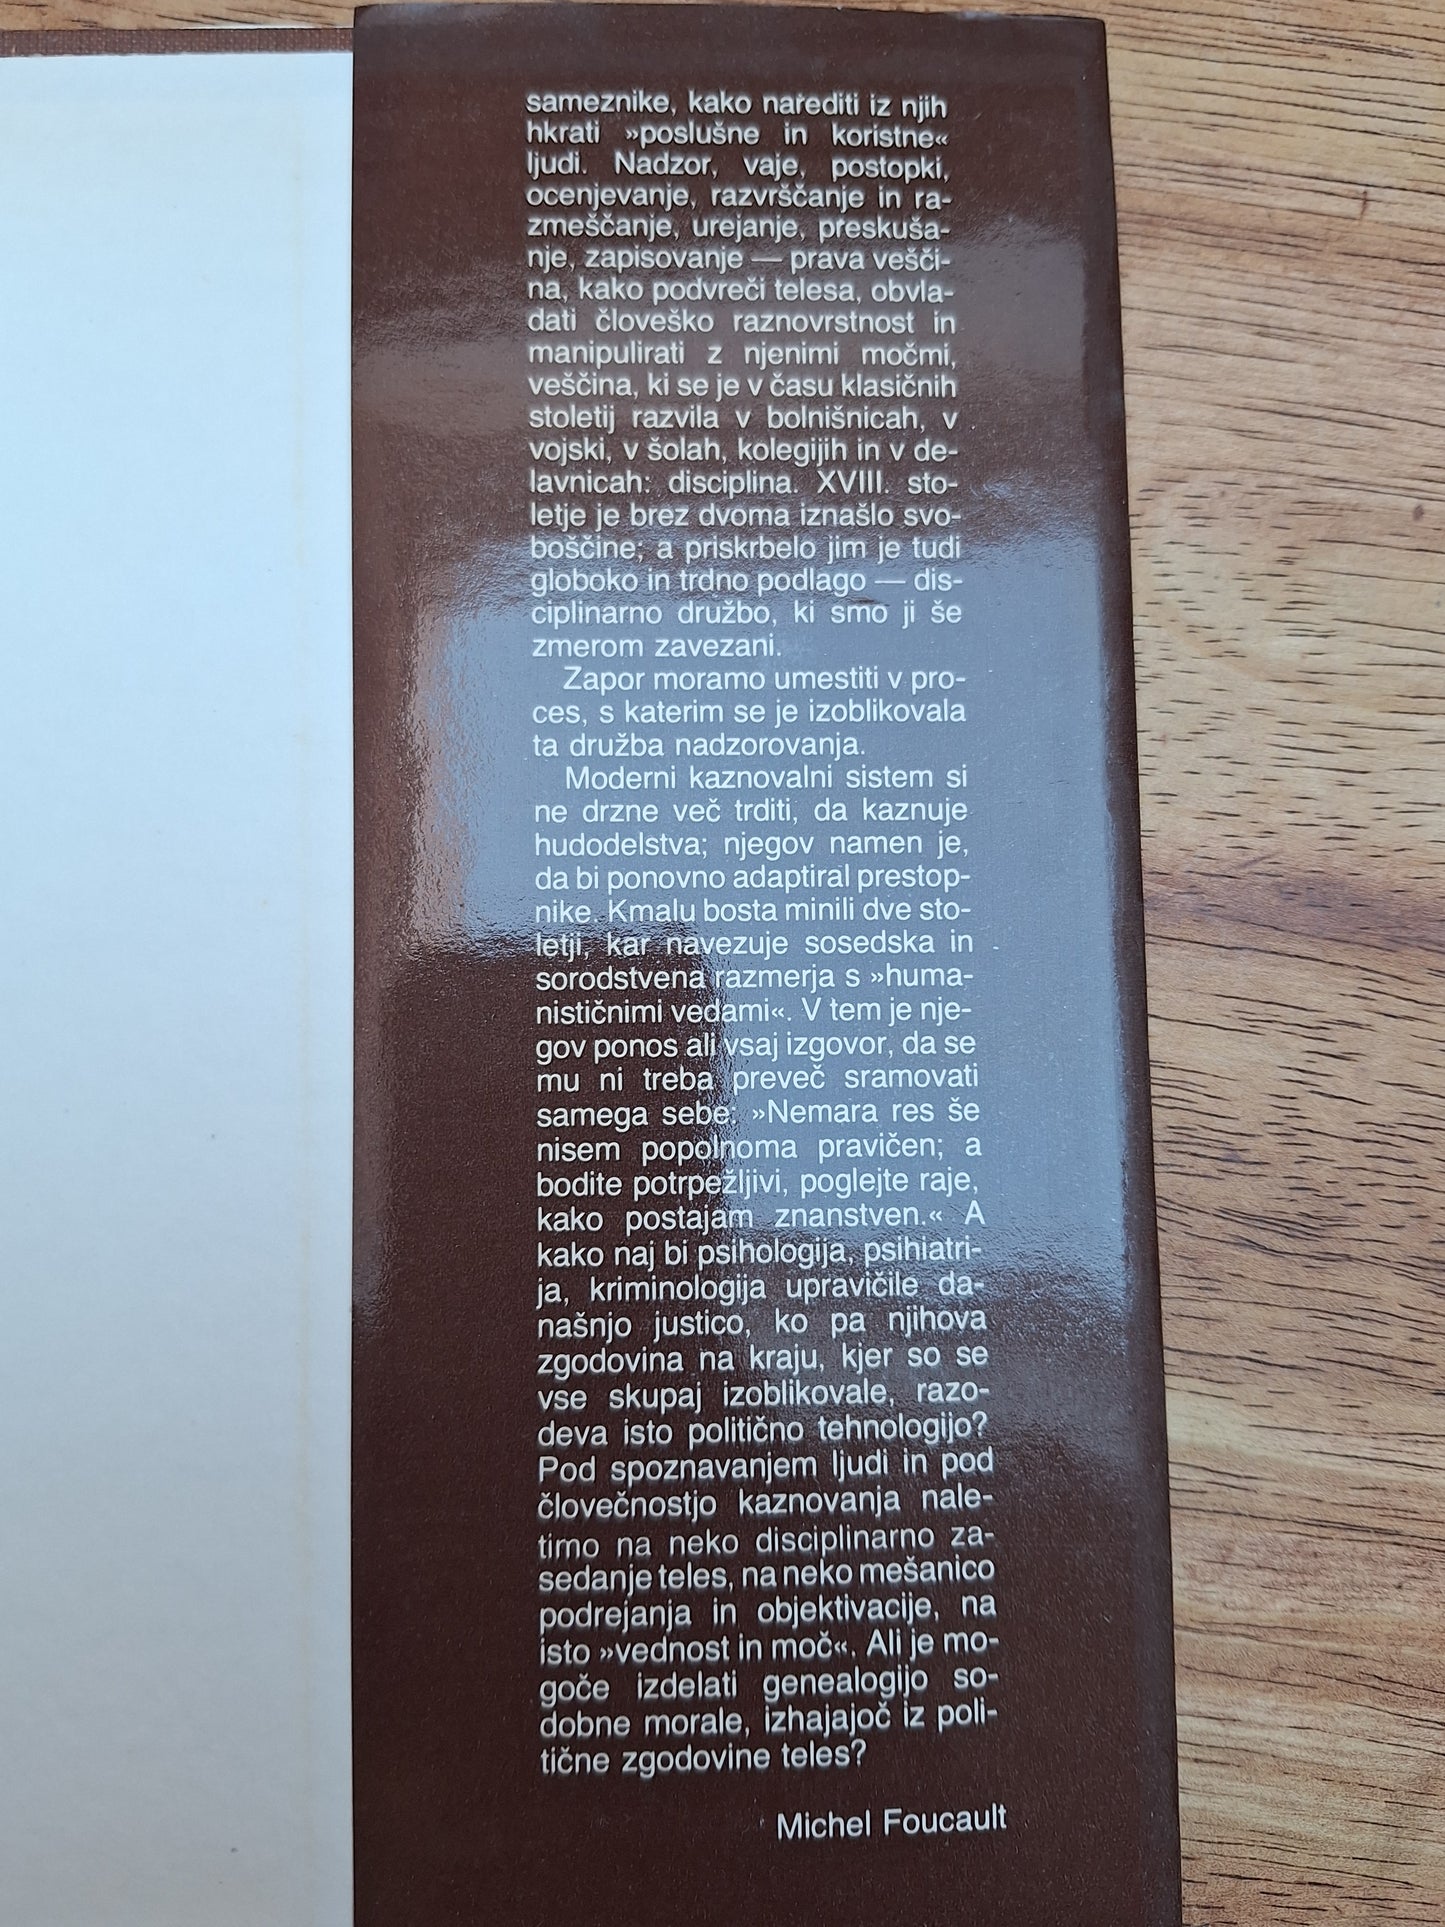 sameznike, kako narediti iz njih
hkrati »poslušne in koristne«
ljudi. Nadzor, vaje, postopki,
ocenjevanje, razvrščanje in ra-
zmeščanje, urejanje, preskuša-
nje, zapisovanje — prava vešči-
na, kako podvreči telesa, obvla-
dati človeško raznovrstnost in
manipulirati z njenimi močmi,
veščina, ki se je v času klasičnih
stoletij razvila v bolnišnicah, v
vojski, v šolah, kolegijih in v de-
lavnicah: disciplina. XVIII. sto-
letje je brez dvoma iznašlo svo-
boščine; a priskrbelo jim je tudi
globoko in trdno podlago — dis-
ciplinarno družbo, ki smo ji še
zmerom zavezani.
Zapor moramo umestiti v pro-
ces, s katerim se je izoblikovala
ta družba nadzorovanja.
Moderni kaznovalni sistem si
ne drzne več trditi, da kaznuje
hudodelstva; njegov namen je,
da bi ponovno adaptiral prestop-
nike. Kmalu bosta minili dve sto-
letji, kar navezuje sosedska in
sorodstvena razmerja s »huma-
nističnimi vedami«. V tem je nje-
gov ponos ali vsaj izgovor, da se
mu ni treba preveč sramovati
samega sebe: »Nemara res še
nisem popolnoma pravičen; a
bodite potrpežljivi, poglejte raje,
kako postajam znanstven.« A
kako naj bi psihologija, psihiatri-
ja, kriminologija upravičile da-
našnjo justico, ko pa njihova
zgodovina na kraju, kjer so se
vse skupaj izoblikovale, razo-
deva isto politično tehnologijo?
Pod spoznavanjem ljudi in pod
človečnostjo kaznovanja nale-
timo na neko disciplinarno za-
sedanje teles, na neko mešanico
podrejanja in objektivacije, na
isto »vednost in moč«. Ali je mo-
goče izdelati genealogijo so-
dobne morale, izhajajoč iz poli-
tične zgodovine teles?
Michel Foucault